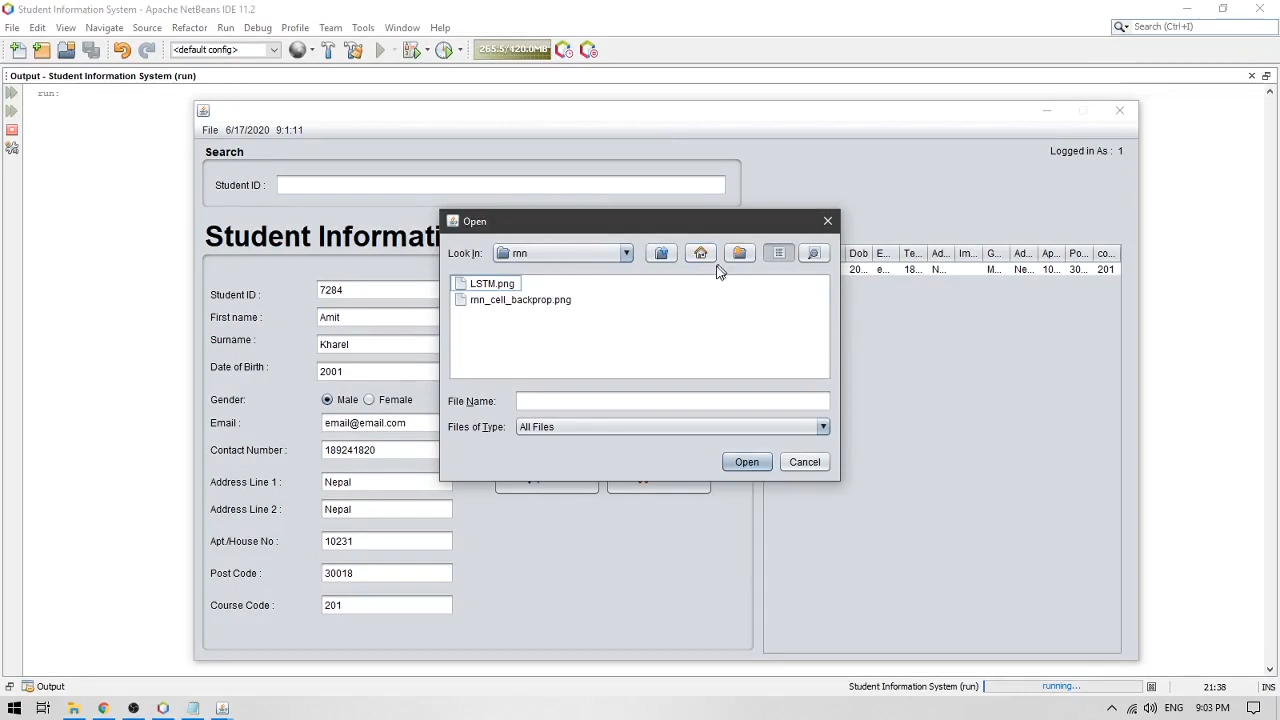 Student Information System - Apache NetBeans IDE 11.2
File Edit View Navigate Source Refactor Run Debug Profile Team Tools Window Help
Search (Ctrl+I)
<default config>
265.5/420.0MB
Output - Student Information System (run)
run:
File 6/17/2020 9:1:11
Search
Logged in As : 1
Student ID :
Student Informati
Open
Look In: rnn
LSTM.png
rnn_cell_backprop.png
File Name:
Files of Type: All Files
Open Cancel
Dob E... Te... Ad... Im... G... Ad... Ap... Po... co...
20... e... 18... N... M... Ne... 10... 30... 201
Student ID : 7284
First name : Amit
Surname : Kharel
Date of Birth : 2001
Gender: Male Female
Email : email@email.com
Contact Number : 189241820
Address Line 1 : Nepal
Address Line 2 : Nepal
Apt./House No : 10231
Post Code : 30018
Course Code : 201
Output
Student Information System (run) running...
21:38 INS
ENG 9:03 PM